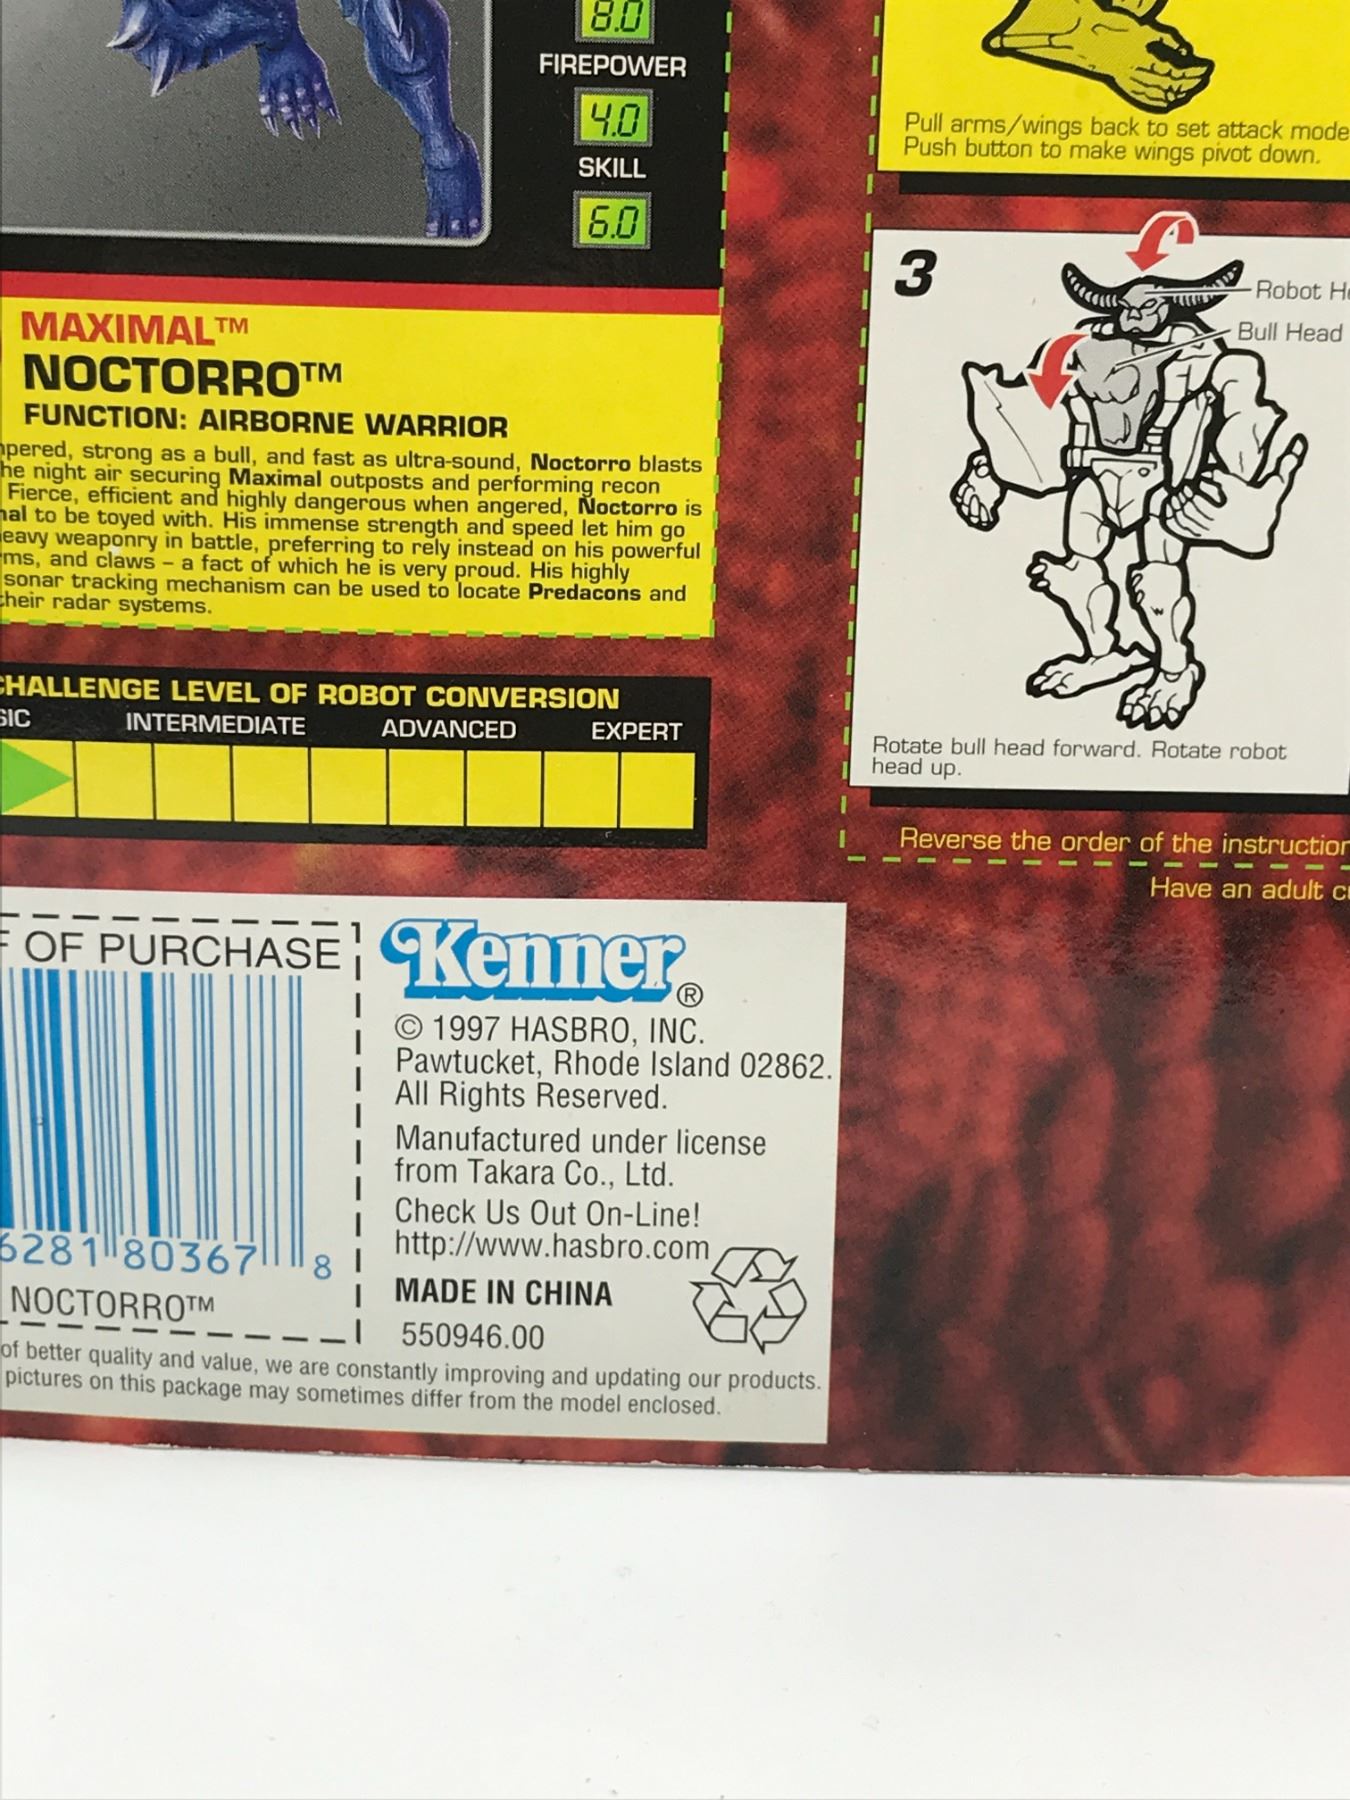 8.0
FIREPOWER
4.0
SKILL
6.0
MAXIMAL™
NOCTORRO™
FUNCTION: AIRBORNE WARRIOR
strong as a bull, and fast as ultra-sound, Noctorro blasts
night air securing Maximal outposts and performing recon
Fierce, efficient and highly dangerous when angered, Noctorro is
to be toyed with. His immense strength and speed let him go
weaponry in battle, preferring to rely instead on his powerful
and claws – a fact of which he is very proud. His highly
sonar tracking mechanism can be used to locate Predacons and
their radar systems.
CHALLENGE LEVEL OF ROBOT CONVERSION
INTERMEDIATE ADVANCED EXPERT
OF PURCHASE
6281 80367 8
NOCTORRO™
Kenner®
© 1997 HASBRO, INC.
Pawtucket, Rhode Island 02862.
All Rights Reserved.
Manufactured under license
from Takara Co., Ltd.
Check Us Out On-Line!
http://www.hasbro.com
MADE IN CHINA
550946.00
of better quality and value, we are constantly improving and updating our products.
pictures on this package may sometimes differ from the model enclosed.
Pull arms/wings back to set attack mode
Push button to make wings pivot down.
3
Robot
Bull Head
Rotate bull head forward. Rotate robot
head up.
Reverse the order of the
Have an adult